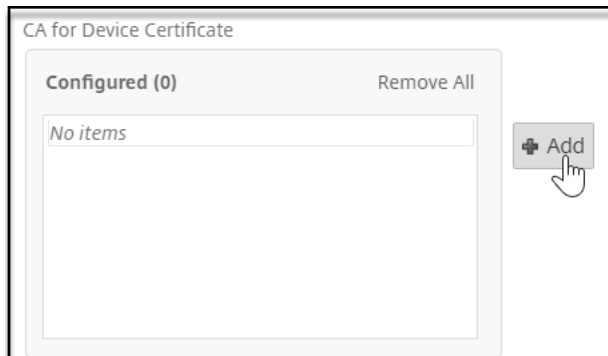 CA for Device Certificate
Configured (0) Remove All
No items
Add